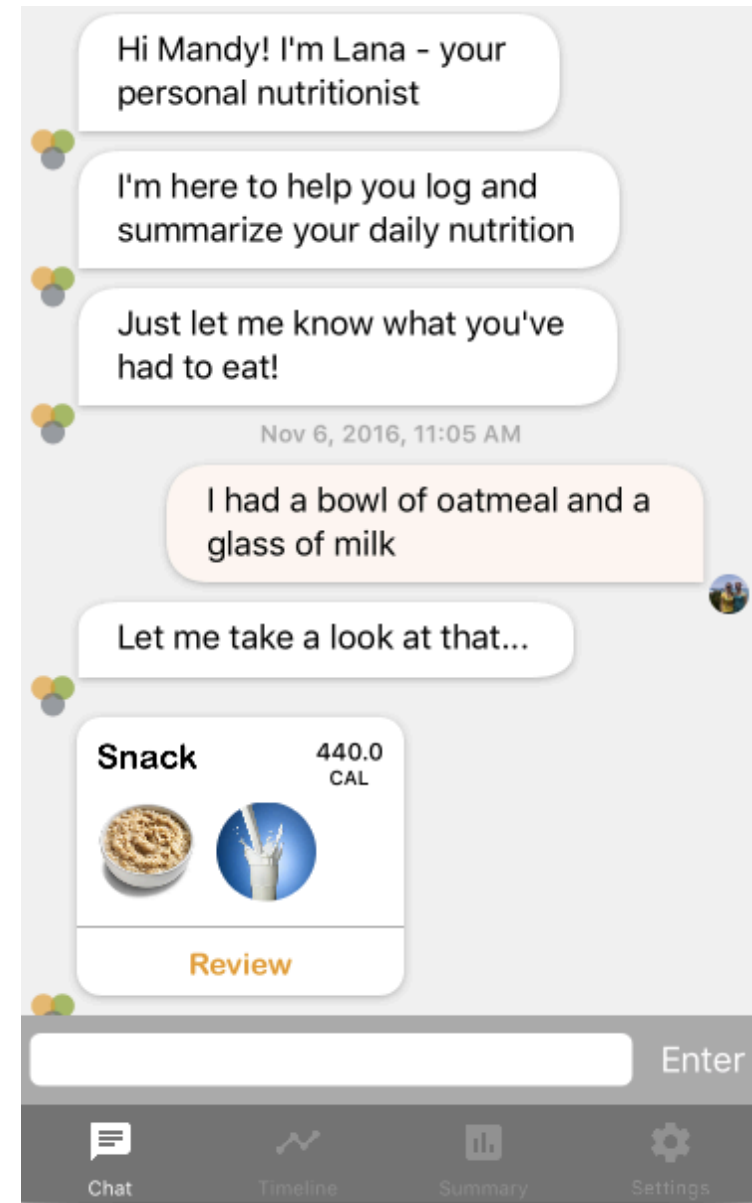 Hi Mandy! I'm Lana - your
personal nutritionist
I'm here to help you log and
summarize your daily nutrition
Just let me know what you've
had to eat!
Nov 6, 2016, 11:05 AM
I had a bowl of oatmeal and a
glass of milk
Let me take a look at that...
Snack
440.0
CAL
Review
Enter
Chat
Timeline
Summary
Settings